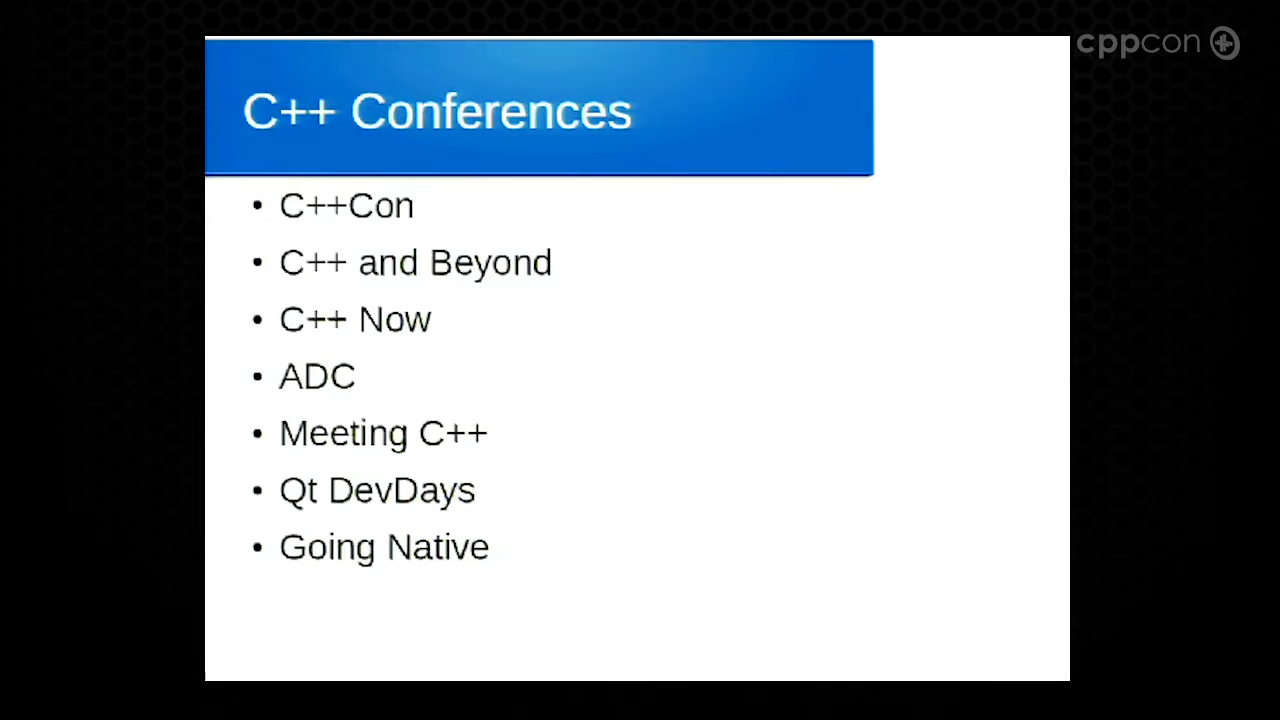 cppcon
C++ Conferences
• C++Con
• C++ and Beyond
• C++ Now
• ADC
• Meeting C++
• Qt DevDays
• Going Native